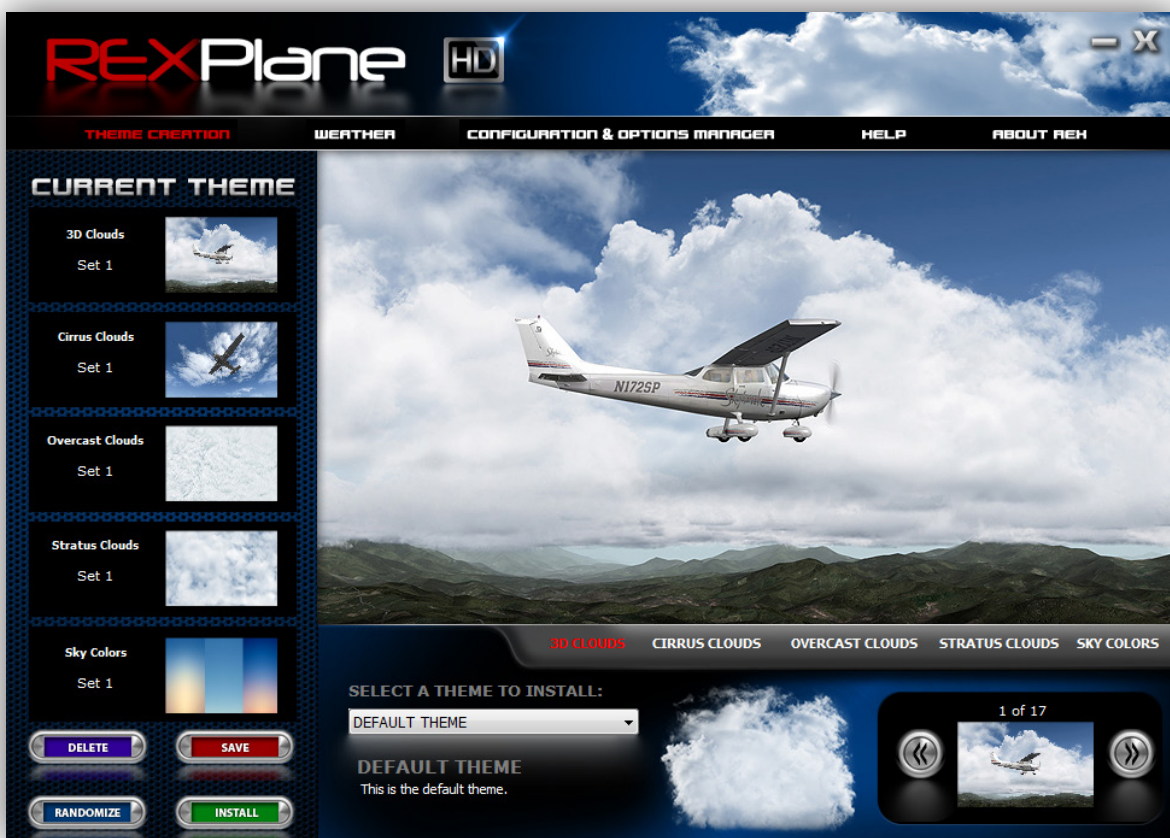 REXPlane HD
THEME CREATION WEATHER CONFIGURATION & OPTIONS MANAGER HELP ABOUT REX
CURRENT THEME
3D Clouds
Set 1
Cirrus Clouds
Set 1
Overcast Clouds
Set 1
Stratus Clouds
Set 1
Sky Colors
Set 1
DELETE SAVE
RANDOMIZE INSTALL
N172SP
Skyhawk
3D CLOUDS CIRRUS CLOUDS OVERCAST CLOUDS STRATUS CLOUDS SKY COLORS
SELECT A THEME TO INSTALL:
DEFAULT THEME
DEFAULT THEME
This is the default theme.
1 of 17